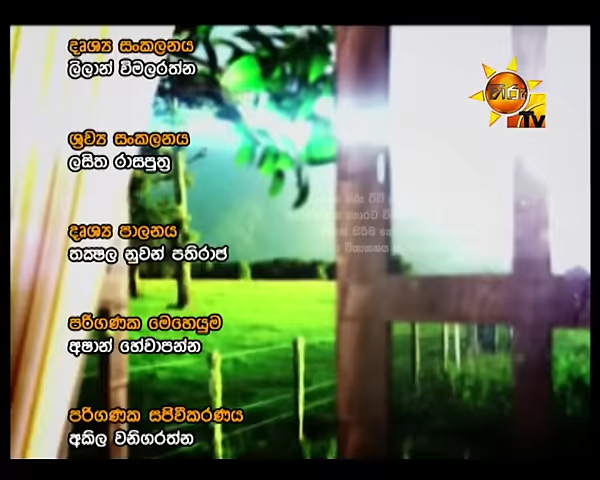 දෘශ්‍ය සංකලනය
ලිලාන් විමලරත්න
ශ්‍රව්‍ය සංකලනය
ලසිත රාසපුත්‍ර
දෘශ්‍ය පාලනය
තක්ෂල නුවන් පතිරාජ
පරිගණක මෙහෙයුම
අෂාන් හේවාපන්න
පරිගණක සජිවීකරණය
අකිල වනිගරත්න
හිරු
TV